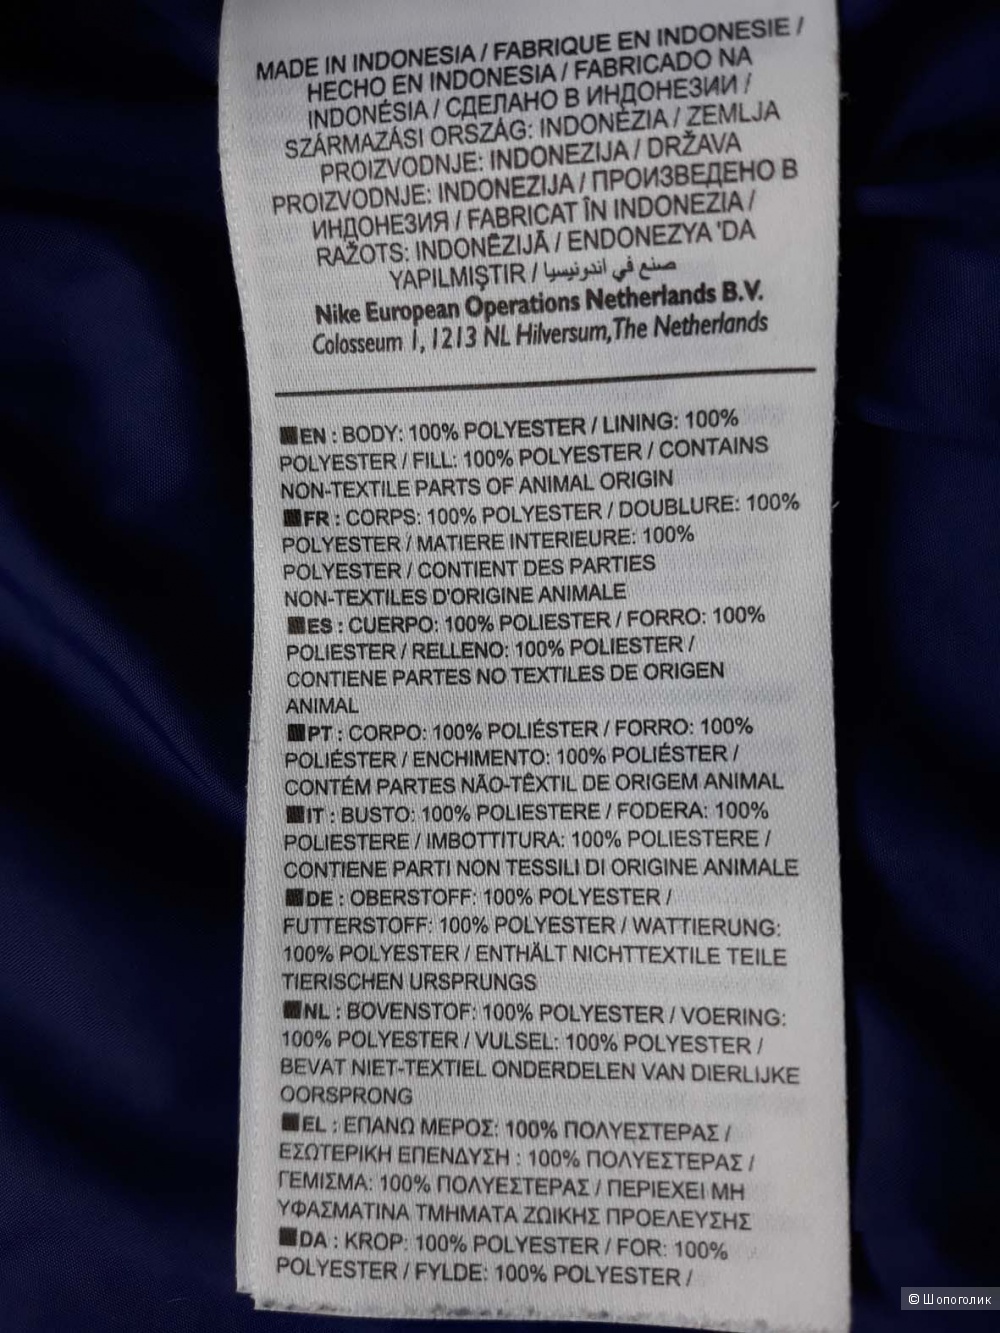 MADE IN INDONESIA / FABRIQUE EN INDONESIE /
HECHO EN INDONESIA / FABRICADO NA
INDONÉSIA / СДЕЛАНО В ИНДОНЕЗИИ /
SZÁRMAZÁSI ORSZÁG: INDONÉZIA / ZEMLJA
PROIZVODNJE: INDONEZIJA / DRŽAVA
PROIZVODNJE: INDONEZIJA / ПРОИЗВЕДЕНО В
ИНДОНЕЗИЯ / FABRICAT ÎN INDONEZIA /
RAŽOTS: INDONĒZIJĀ / ENDONEZYA 'DA
YAPILMIŞTIR / صنع في اندونيسيا
Nike European Operations Netherlands B.V.
Colosseum 1, 1213 NL Hilversum, The Netherlands
EN : BODY: 100% POLYESTER / LINING: 100%
POLYESTER / FILL: 100% POLYESTER / CONTAINS
NON-TEXTILE PARTS OF ANIMAL ORIGIN
FR : CORPS: 100% POLYESTER / DOUBLURE: 100%
POLYESTER / MATIERE INTERIEURE: 100%
POLYESTER / CONTIENT DES PARTIES
NON-TEXTILES D'ORIGINE ANIMALE
ES : CUERPO: 100% POLIESTER / FORRO: 100%
POLIESTER / RELLENO: 100% POLIESTER /
CONTIENE PARTES NO TEXTILES DE ORIGEN
ANIMAL
PT : CORPO: 100% POLIÉSTER / FORRO: 100%
POLIÉSTER / ENCHIMENTO: 100% POLIÉSTER /
CONTÉM PARTES NÃO-TÊXTIL DE ORIGEM ANIMAL
IT : BUSTO: 100% POLIESTERE / FODERA: 100%
POLIESTERE / IMBOTTITURA: 100% POLIESTERE /
CONTIENE PARTI NON TESSILI DI ORIGINE ANIMALE
DE : OBERSTOFF: 100% POLYESTER /
FUTTERSTOFF: 100% POLYESTER / WATTIERUNG:
100% POLYESTER / ENTHÄLT NICHTTEXTILE TEILE
TIERISCHEN URSPRUNGS
NL : BOVENSTOF: 100% POLYESTER / VOERING:
100% POLYESTER / VULSEL: 100% POLYESTER /
BEVAT NIET-TEXTIEL ONDERDELEN VAN DIERLIJKE
OORSPRONG
EL : ΕΠΑΝΩ ΜΕΡΟΣ: 100% ΠΟΛΥΕΣΤΕΡΑΣ /
ΕΣΩΤΕΡΙΚΗ ΕΠΕΝΔΥΣΗ : 100% ΠΟΛΥΕΣΤΕΡΑΣ /
ΓΕΜΙΣΜΑ: 100% ΠΟΛΥΕΣΤΕΡΑΣ / ΠΕΡΙΕΧΕΙ ΜΗ
ΥΦΑΣΜΑΤΙΝΑ ΤΜΗΜΑΤΑ ΖΩΙΚΗΣ ΠΡΟΕΛΕΥΣΗΣ
DA : KROP: 100% POLYESTER / FOR: 100%
POLYESTER / FYLDE: 100% POLYESTER /
© Шопоголик